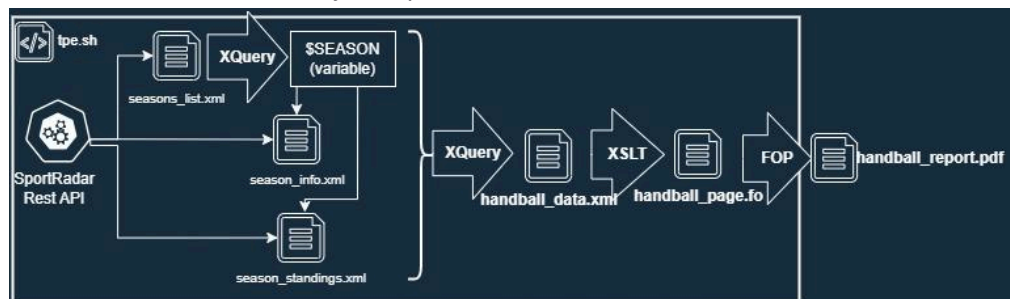 </> tpe.sh
seasons_list.xml
XQuery
$SEASON
(variable)
SportRadar
Rest API
season_info.xml
season_standings.xml
XQuery
handball_data.xml
XSLT
handball_page.fo
FOP
handball_report.pdf